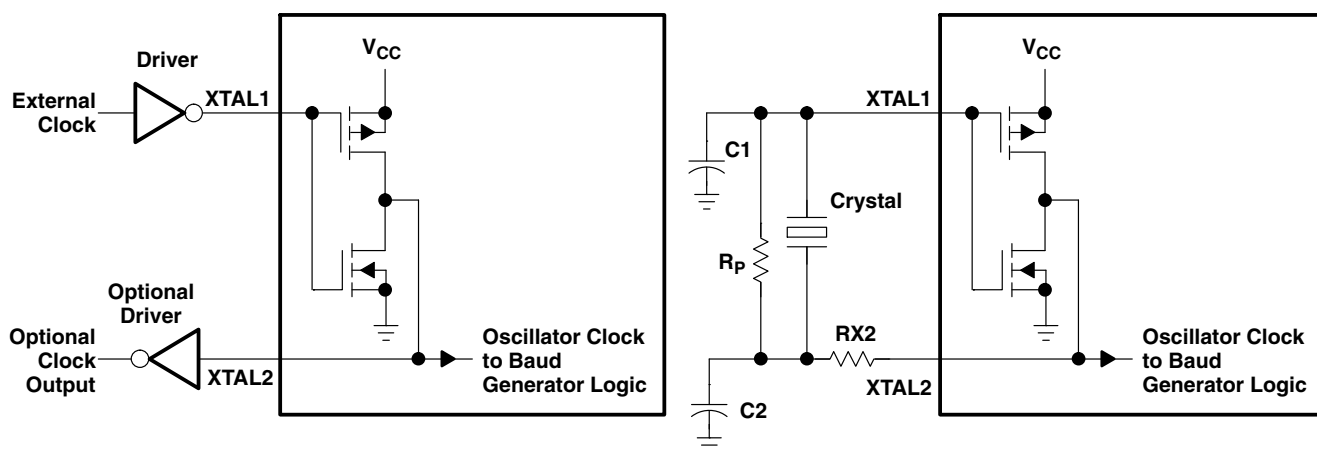 Driver
External
Clock
XTAL1
VCC
Optional
Driver
Optional
Clock
Output
XTAL2
Oscillator Clock
to Baud
Generator Logic
VCC
XTAL1
C1
Crystal
RP
RX2
XTAL2
C2
Oscillator Clock
to Baud
Generator Logic